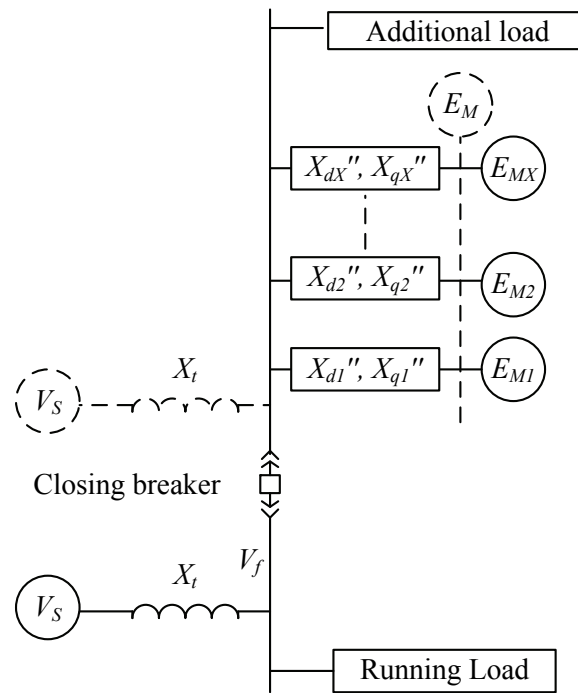 Additional load
E_M
X_dX'', X_qX'' E_MX
X_d2'', X_q2'' E_M2
X_d1'', X_q1'' E_M1
X_t
V_S
Closing breaker
X_t V_f
V_S
Running Load